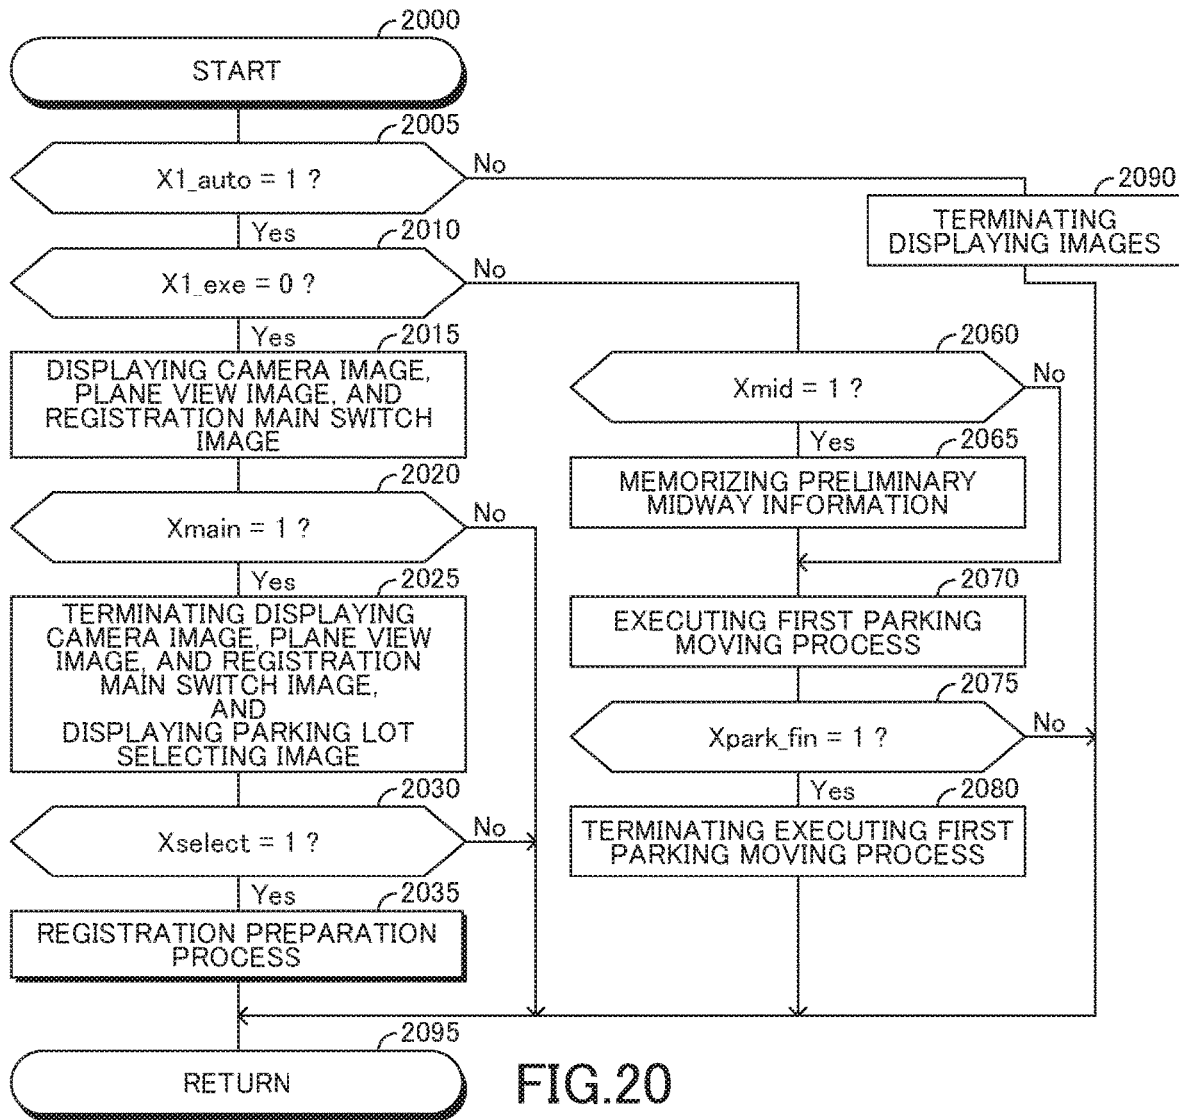 2000
START
2005
X1_auto = 1 ?
No
Yes
2090
TERMINATING
DISPLAYING IMAGES
2010
X1_exe = 0 ?
No
Yes
2015
DISPLAYING CAMERA IMAGE,
PLANE VIEW IMAGE, AND
REGISTRATION MAIN SWITCH
IMAGE
2020
Xmain = 1 ?
No
Yes
2025
TERMINATING DISPLAYING
CAMERA IMAGE, PLANE VIEW
IMAGE, AND REGISTRATION
MAIN SWITCH IMAGE,
AND
DISPLAYING PARKING LOT
SELECTING IMAGE
2030
Xselect = 1 ?
No
Yes
2035
REGISTRATION PREPARATION
PROCESS
2060
Xmid = 1 ?
No
Yes
2065
MEMORIZING PRELIMINARY
MIDWAY INFORMATION
2070
EXECUTING FIRST PARKING
MOVING PROCESS
2075
Xpark_fin = 1 ?
No
Yes
2080
TERMINATING EXECUTING FIRST
PARKING MOVING PROCESS
2095
RETURN
FIG.20